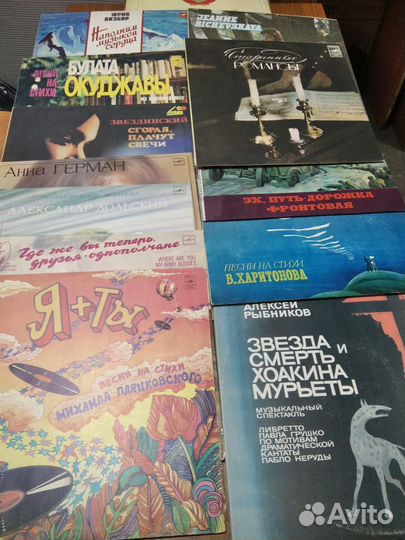 ЮРИЙ
ВИЗБОР
НАПОЛНИМ
МУЗЫКОЙ
СЕРДЦА
ПЕСНИ НА СТИХИ
БУЛАТА
ОКУДЖАВЫ
ЗВЕЗДИНСКИЙ
СГОРАЯ, ПЛАЧУТ
СВЕЧИ
Анна ГЕРМАН
АЛЕКСАНДР ДОЛЬСКИЙ
Где же вы теперь,
друзья-однополчане
WHERE ARE YOU
MY ARMY BUDDIES
Я+ТЫ
ПЕСНИ НА СТИХИ
МИХАИЛА ПЛЯЦКОВСКОГО
JEANNE
BICHEVSKAYA
Старинные
РОМАНСЫ
ЭХ, ПУТЬ-ДОРОЖКА
ФРОНТОВАЯ
ПЕСНИ НА СТИХИ
В.ХАРИТОНОВА
АЛЕКСЕЙ
РЫБНИКОВ
ЗВЕЗДА И
СМЕРТЬ
ХОАКИНА
МУРЬЕТЫ
МУЗЫКАЛЬНЫЙ
СПЕКТАКЛЬ
ЛИБРЕТТО
ПАВЛА ГРУШКО
ПО МОТИВАМ
ДРАМАТИЧЕСКОЙ
КАНТАТЫ
ПАБЛО НЕРУДЫ
Avito